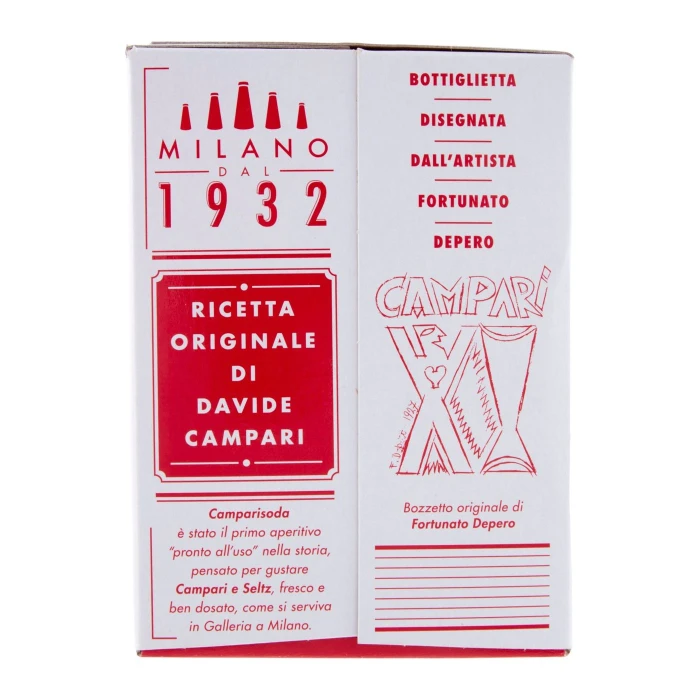 MILANO
DAL
1932
RICETTA
ORIGINALE
DI
DAVIDE
CAMPARI
Camparisoda
è stato il primo aperitivo
“pronto all’uso” nella storia,
pensato per gustare
Campari e Seltz, fresco e
ben dosato, come si serviva
in Galleria a Milano.
BOTTIGLIETTA
DISEGNATA
DALL’ARTISTA
FORTUNATO
DEPERO
CAMPARI
Bozzetto originale di
Fortunato Depero